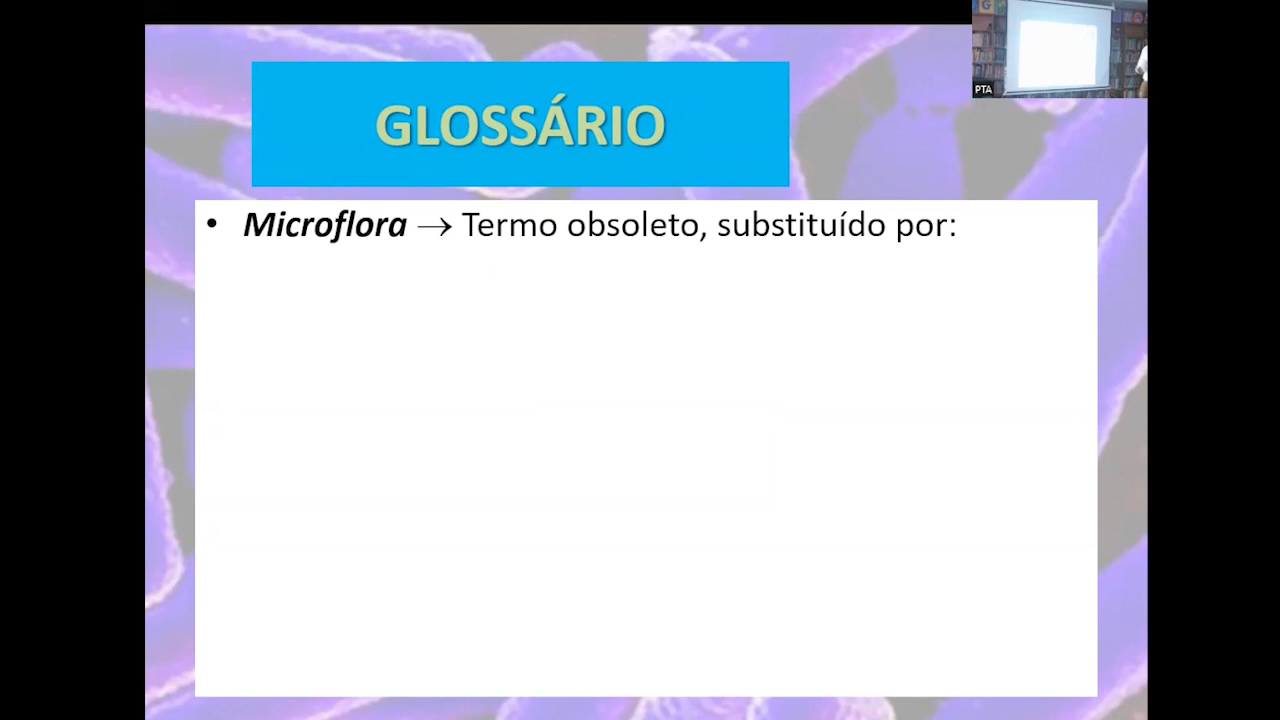 GLOSSÁRIO
• Microflora → Termo obsoleto, substituído por:
PTA